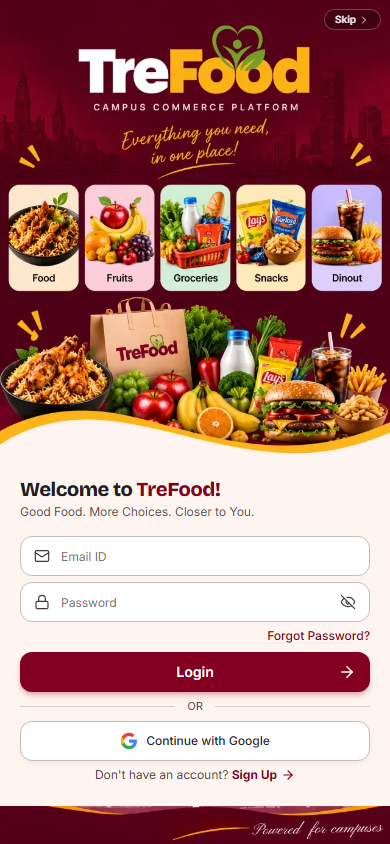 Skip
TreFood
CAMPUS COMMERCE PLATFORM
Everything you need,
in one place!
Food
Fruits
Groceries
Snacks
Dinout
TreFood
Lay's
Lay's
Welcome to TreFood!
Good Food. More Choices. Closer to You.
Email ID
Password
Forgot Password?
Login
OR
Continue with Google
Don't have an account? Sign Up
Powered for campuses